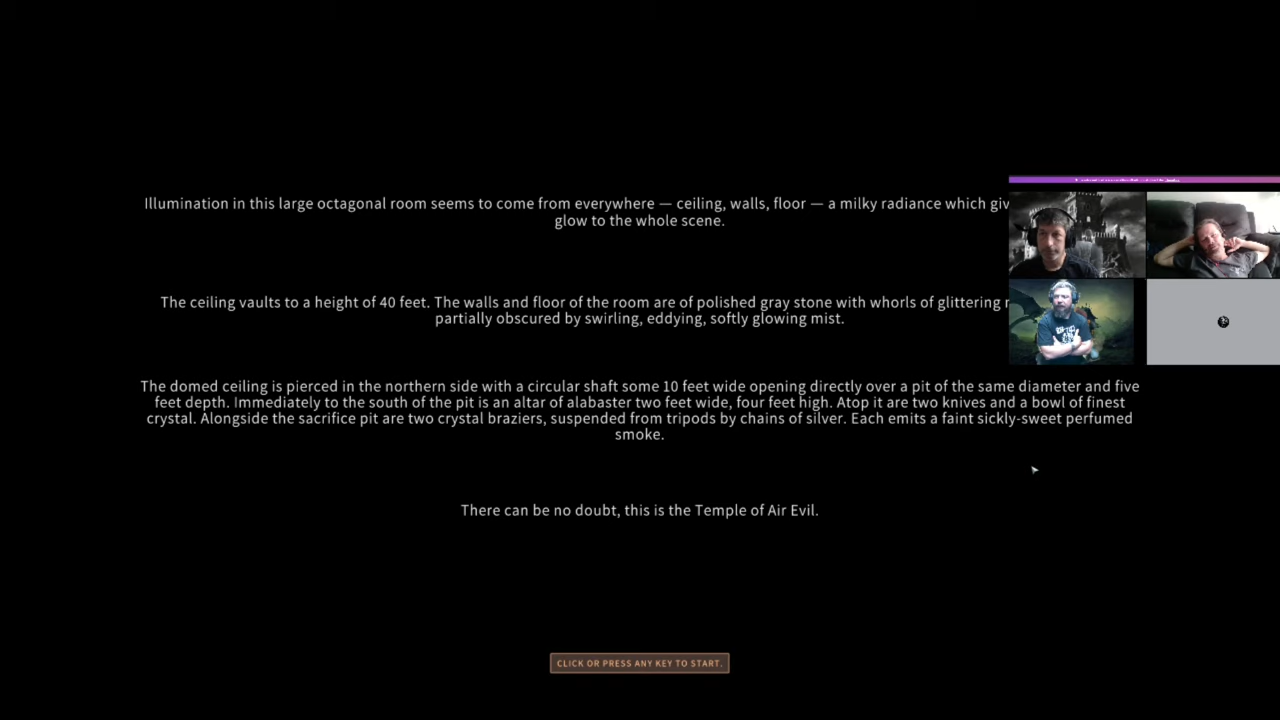 Illumination in this large octagonal room seems to come from everywhere — ceiling, walls, floor — a milky radiance which
glow to the whole scene.
The ceiling vaults to a height of 40 feet. The walls and floor of the room are of polished gray stone with whorls of glittering
partially obscured by swirling, eddying, softly glowing mist.
The domed ceiling is pierced in the northern side with a circular shaft some 10 feet wide opening directly over a pit of the same diameter and five
feet depth. Immediately to the south of the pit is an altar of alabaster two feet wide, four feet high. Atop it are two knives and a bowl of finest
crystal. Alongside the sacrifice pit are two crystal braziers, suspended from tripods by chains of silver. Each emits a faint sickly-sweet perfumed
smoke.
There can be no doubt, this is the Temple of Air Evil.
CLICK OR PRESS ANY KEY TO START.